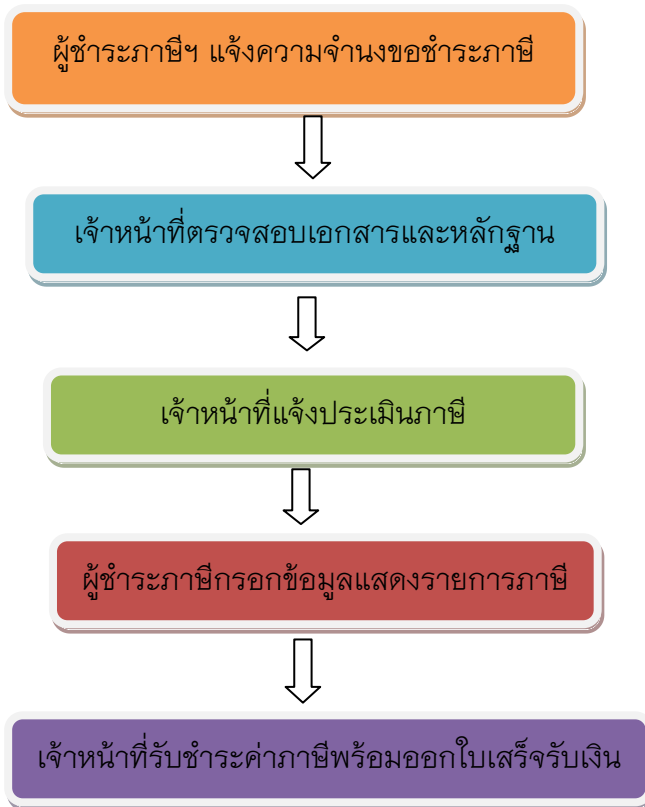 ผู้ชำระภาษีฯ แจ้งความจำนงขอชำระภาษี
เจ้าหน้าที่ตรวจสอบเอกสารและหลักฐาน
เจ้าหน้าที่แจ้งประเมินภาษี
ผู้ชำระภาษีกรอกข้อมูลแสดงรายการภาษี
เจ้าหน้าที่รับชำระค่าภาษีพร้อมออกใบเสร็จรับเงิน